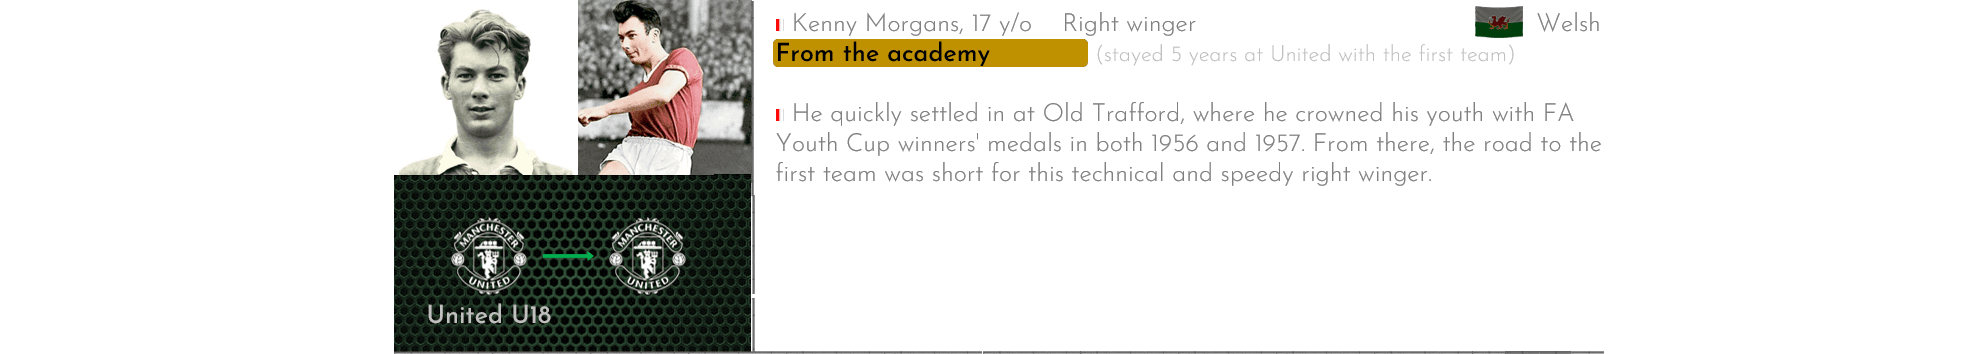 Kenny Morgans, 17 y/o Right winger Welsh
From the academy (stayed 5 years at United with the first team)
He quickly settled in at Old Trafford, where he crowned his youth with FA
Youth Cup winners' medals in both 1956 and 1957. From there, the road to the
first team was short for this technical and speedy right winger.
MANCHESTER UNITED
MANCHESTER UNITED
United U18